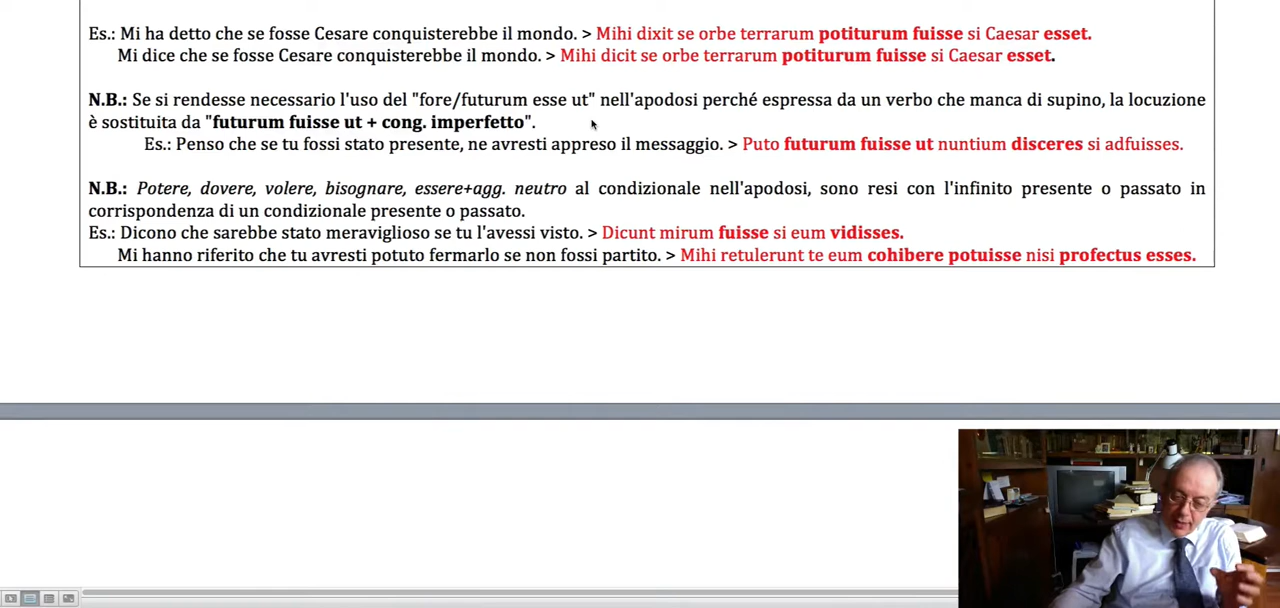 Es.: Mi ha detto che se fosse Cesare conquisterebbe il mondo. > Mihi dixit se orbe terrarum potiturum fuisse si Caesar esset.
Mi dice che se fosse Cesare conquisterebbe il mondo. > Mihi dicit se orbe terrarum potiturum fuisse si Caesar esset.
N.B.: Se si rendesse necessario l'uso del "fore/futurum esse ut" nell'apodosi perché espressa da un verbo che manca di supino, la locuzione
è sostituita da "futurum fuisse ut + cong. imperfetto".
Es.: Penso che se tu fossi stato presente, ne avresti appreso il messaggio. > Puto futurum fuisse ut nuntium disceres si adfuisses.
N.B.: Potere, dovere, volere, bisognare, essere+agg. neutro al condizionale nell'apodosi, sono resi con l'infinito presente o passato in
corrispondenza di un condizionale presente o passato.
Es.: Dicono che sarebbe stato meraviglioso se tu l'avessi visto. > Dicunt mirum fuisse si eum vidisses.
Mi hanno riferito che tu avresti potuto fermarlo se non fossi partito. > Mihi retulerunt te eum cohibere potuisse nisi profectus esses.